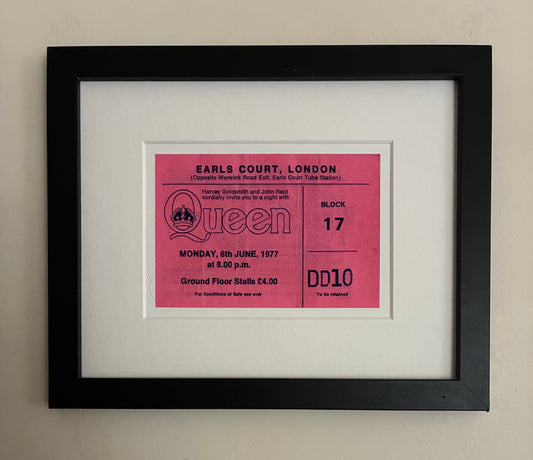 EARLS COURT, LONDON
(Opposite Warwick Road Exit, Earls Court Tube Station)
Harvey Goldsmith and John Reid
cordially invite you to a night with
Queen
MONDAY, 6th JUNE, 1977
at 8.00 p.m.
Ground Floor Stalls £4.00
For Conditions of Sale see over
BLOCK
17
DD10
To be retained